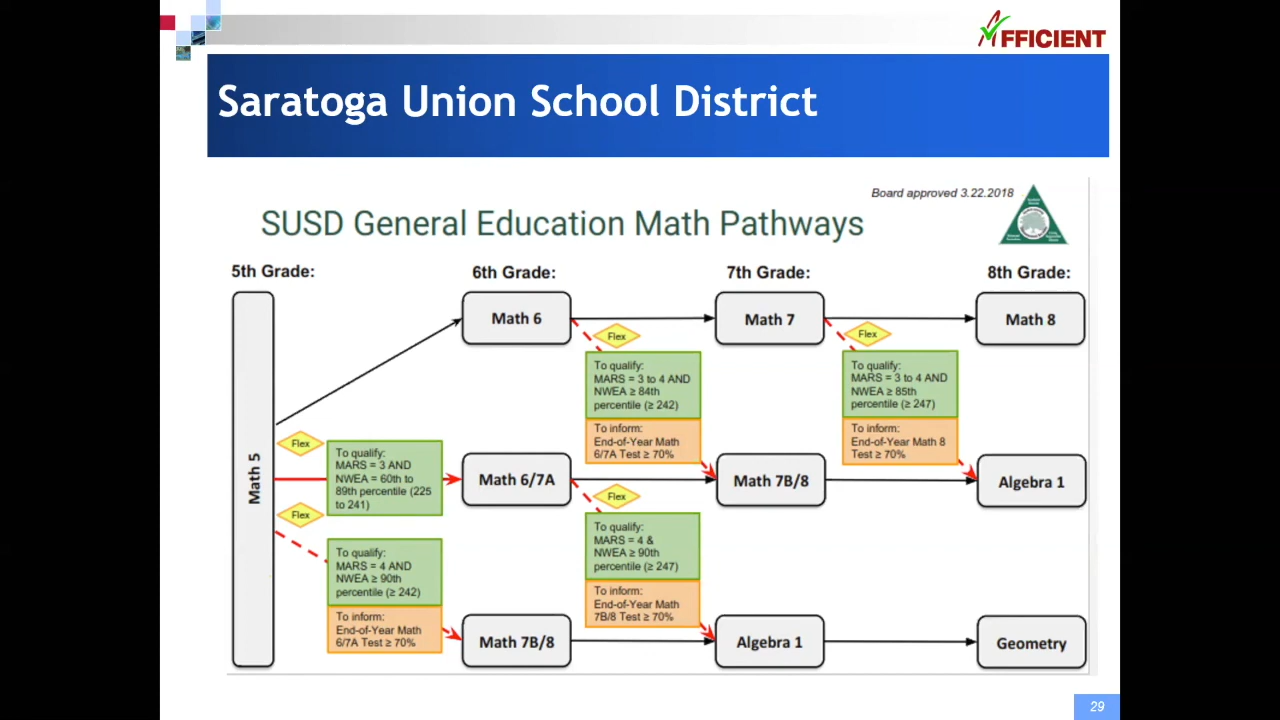 AFFICIENT
Saratoga Union School District
Board approved 3.22.2018
SUSD General Education Math Pathways
5th Grade:
6th Grade:
7th Grade:
8th Grade:
Math 5
Math 6
Math 7
Math 8
Flex
To qualify:
MARS = 3 to 4 AND
NWEA ≥ 84th
percentile (≥ 242)
To inform:
End-of-Year Math
6/7A Test ≥ 70%
Flex
To qualify:
MARS = 3 to 4 AND
NWEA ≥ 85th
percentile (≥ 247)
To inform:
End-of-Year Math 8
Test ≥ 70%
Flex
To qualify:
MARS = 3 AND
NWEA = 60th to
89th percentile (225
to 241)
Math 6/7A
Math 7B/8
Algebra 1
Flex
To qualify:
MARS = 4 AND
NWEA ≥ 90th
percentile (≥ 242)
To inform:
End-of-Year Math
6/7A Test ≥ 70%
Flex
To qualify:
MARS = 4 &
NWEA ≥ 90th
percentile (≥ 247)
To inform:
End-of-Year Math
7B/8 Test ≥ 70%
Math 7B/8
Algebra 1
Geometry
29